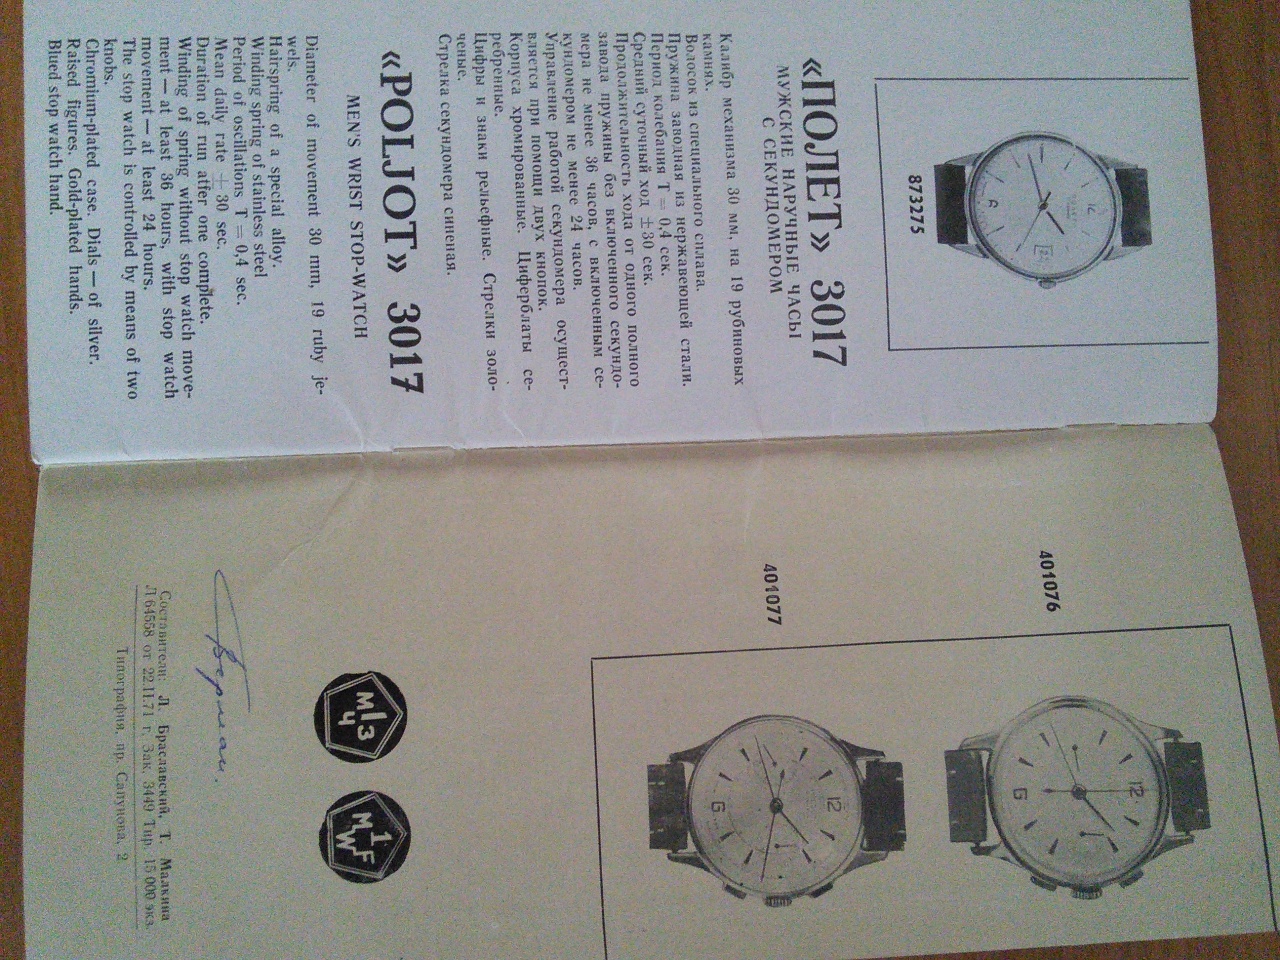 873275
«ПОЛЕТ» 3017
МУЖСКИЕ НАРУЧНЫЕ ЧАСЫ
С СЕКУНДОМЕРОМ
Калибр механизма 30 мм, на 19 рубиновых
камнях.
Волосок из специального сплава.
Пружина заводная из нержавеющей стали.
Период колебания Т = 0,4 сек.
Средний суточный ход ±30 сек.
Продолжительность хода от одного полного
завода пружины без включенного секундо-
мера не менее 36 часов, с включенным се-
кундомером не менее 24 часов.
Управление работой секундомера осущест-
вляется при помощи двух кнопок.
Корпуса хромированные. Циферблаты се-
ребренные.
Цифры и знаки рельефные. Стрелки золо-
ченые.
Стрелка секундомера синеная.
«POLJOT» 3017
MEN'S WRIST STOP-WATCH
Diameter of movement 30 mm, 19 ruby je-
wels.
Hairspring of a special alloy.
Winding spring of stainless steel
Period of oscillations T = 0,4 sec.
Mean daily rate ± 30 sec.
Duration of run after one complete.
Winding of spring without stop watch move-
ment — at least 36 hours, with stop watch
movement — at least 24 hours.
The stop watch is controlled by means of two
knobs.
Chromium-plated case. Dials — of silver.
Raised figures. Gold-plated hands.
Blued stop watch hand.
401076
401077
12
6
12
6
М1З
Ч
1
MWF
Составители: Л. Браславский, Т. Малкина
Л 64558 от 22.11.71 г. Зак. 3449 Тир. 15 000 экз.
Типография, пр. Сапунова, 2